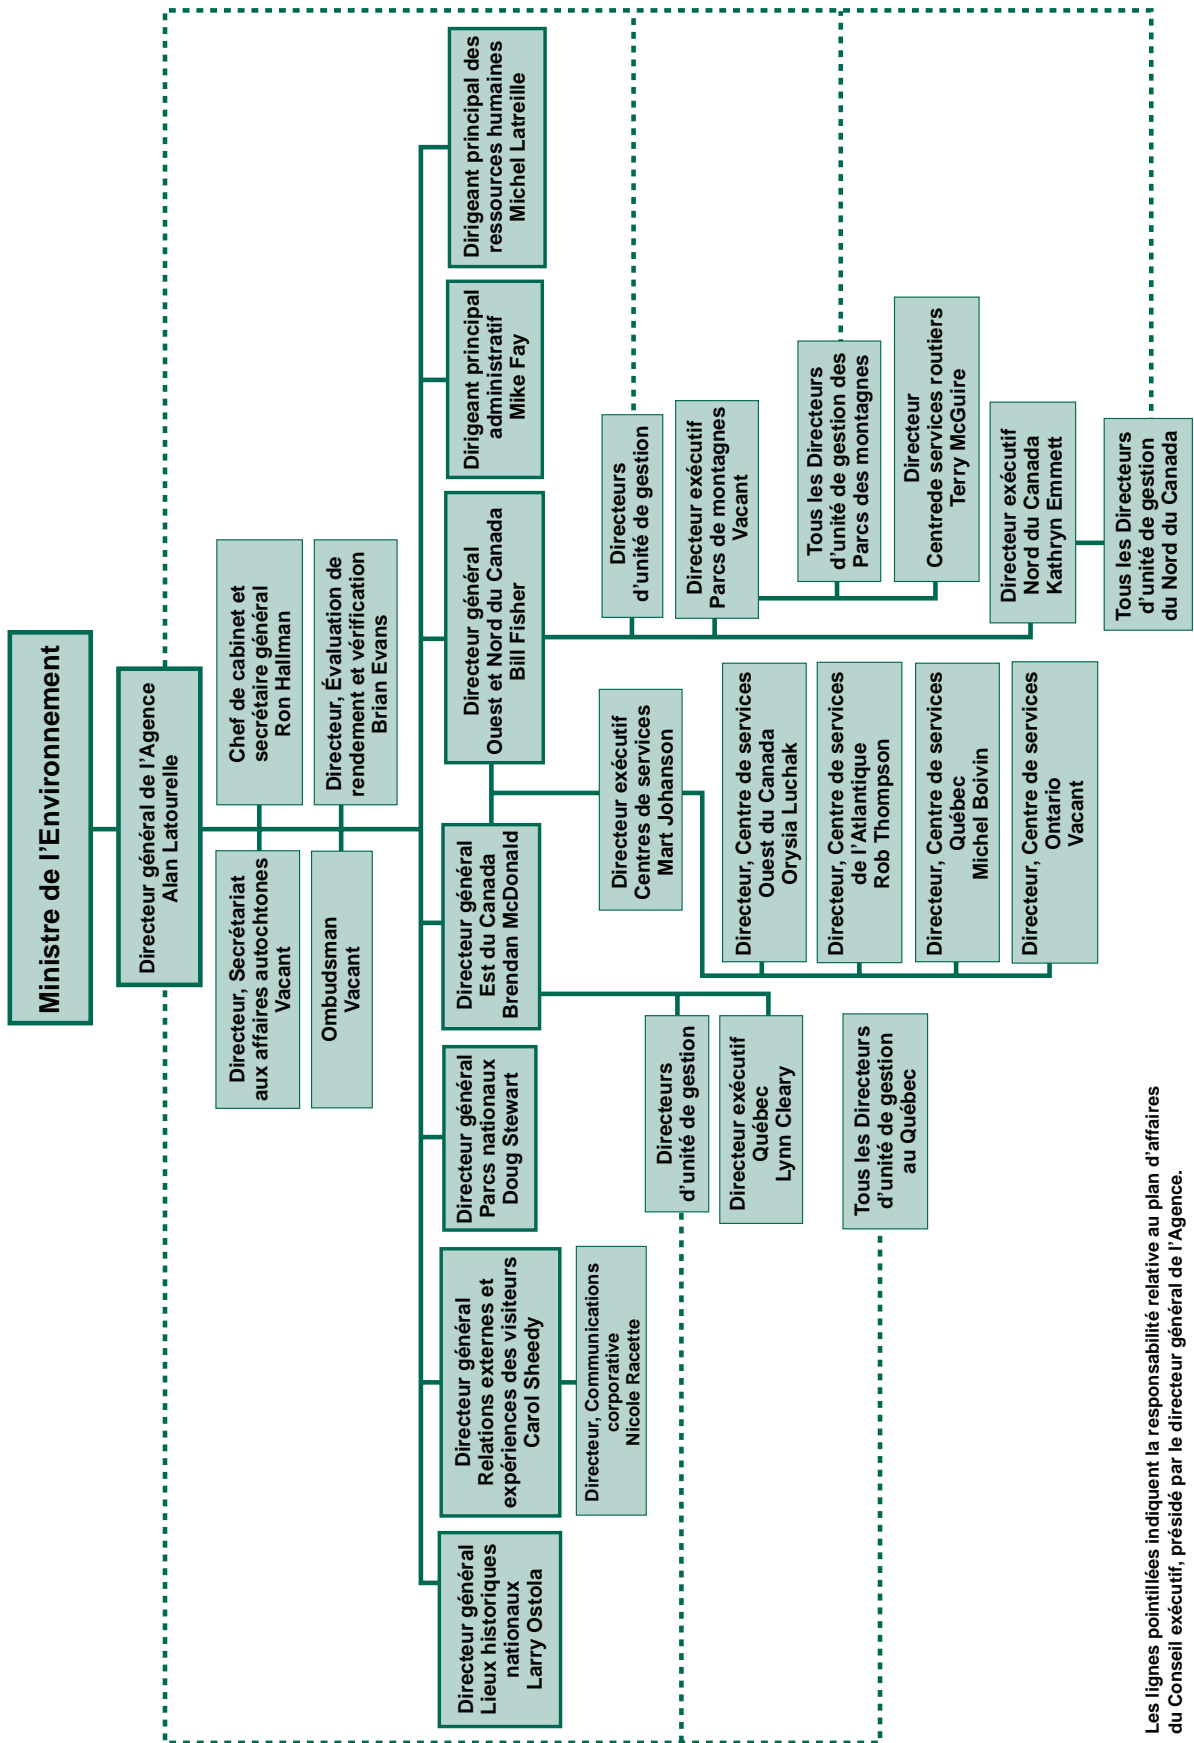 Ministre de l'Environnement
Directeur général de l'Agence
Alan Latourelle
Directeur, Secrétariat
aux affaires autochtones
Vacant
Chef de cabinet et
secrétaire général
Ron Hallman
Ombudsman
Vacant
Directeur, Évaluation de
rendement et vérification
Brian Evans
Directeur général
Lieux historiques
nationaux
Larry Ostola
Directeur général
Relations externes et
expériences des visiteurs
Carol Sheedy
Directeur général
Parcs nationaux
Doug Stewart
Directeur général
Est du Canada
Brendan McDonald
Directeur général
Ouest et Nord du Canada
Bill Fisher
Dirigeant principal
administratif
Mike Fay
Dirigeant principal des
ressources humaines
Michel Latreille
Directeur, Communications
corporative
Nicole Racette
Directeurs
d'unité de gestion
Directeur exécutif
Québec
Lynn Cleary
Tous les Directeurs
d'unité de gestion
au Québec
Directeur exécutif
Centres de services
Mart Johanson
Directeur, Centre de services
Ouest du Canada
Orysia Luchak
Directeur, Centre de services
de l'Atlantique
Rob Thompson
Directeur, Centre de services
Québec
Michel Boivin
Directeur, Centre de services
Ontario
Vacant
Directeurs
d'unité de gestion
Directeur exécutif
Parcs de montagnes
Vacant
Tous les Directeurs
d'unité de gestion des
Parcs des montagnes
Directeur
Centrede services routiers
Terry McGuire
Directeur exécutif
Nord du Canada
Kathryn Emmett
Tous les Directeurs
d'unité de gestion
du Nord du Canada
Les lignes pointillées indiquent la responsabilité relative au plan d'affaires
du Conseil exécutif, présidé par le directeur général de l'Agence.